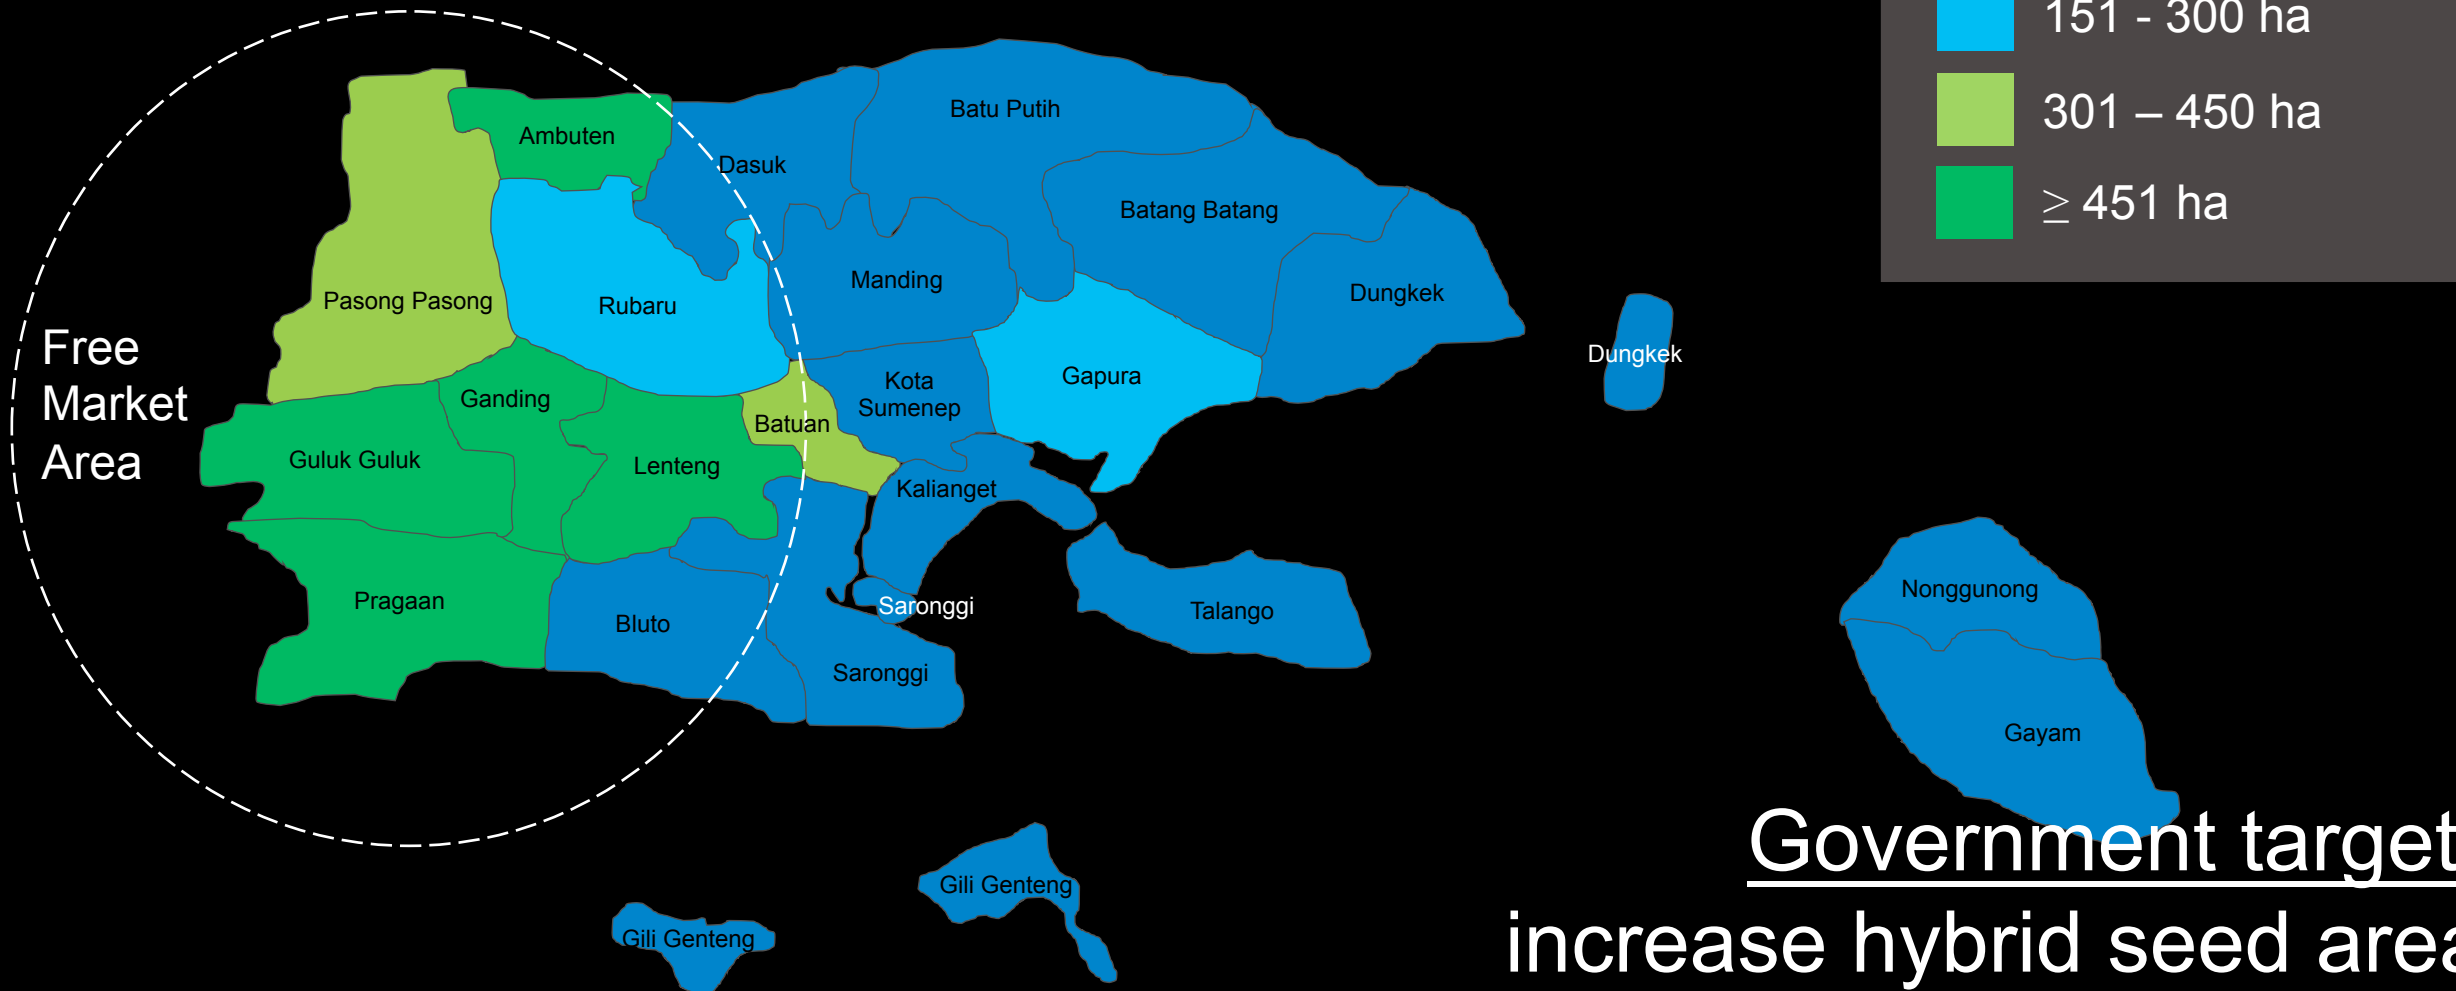 151 - 300 ha
301 – 450 ha
≥ 451 ha
Free
Market
Area
Ambuten
Dasuk
Batu Putih
Batang Batang
Pasong Pasong
Rubaru
Manding
Dungkek
Dungkek
Ganding
Batuan
Kota
Sumenep
Gapura
Guluk Guluk
Lenteng
Kalianget
Pragaan
Bluto
Saronggi
Saronggi
Talango
Nonggunong
Gayam
Gili Genteng
Gili Genteng
Government target
increase hybrid seed area